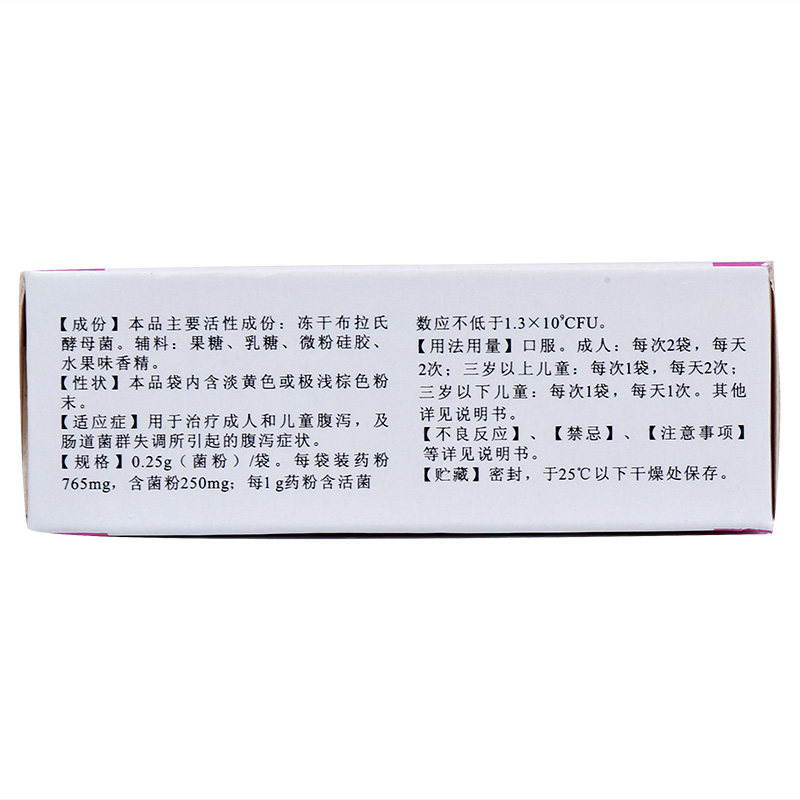 【成份】本品主要活性成份：冻干布拉氏
酵母菌。辅料：果糖、乳糖、微粉硅胶、
水果味香精。
【性状】本品袋内含淡黄色或极浅棕色粉
末。
【适应症】用于治疗成人和儿童腹泻，及
肠道菌群失调所引起的腹泻症状。
【规格】0.25g（菌粉）/袋。每袋装药粉
765mg，含菌粉250mg；每1g药粉含活菌
数应不低于1.3×10⁹CFU。
【用法用量】口服。成人：每次2袋，每天
2次；三岁以上儿童：每次1袋，每天2次；
三岁以下儿童：每次1袋，每天1次。其他
详见说明书。
【不良反应】、【禁忌】、【注意事项】
等详见说明书。
【贮藏】密封，于25℃以下干燥处保存。